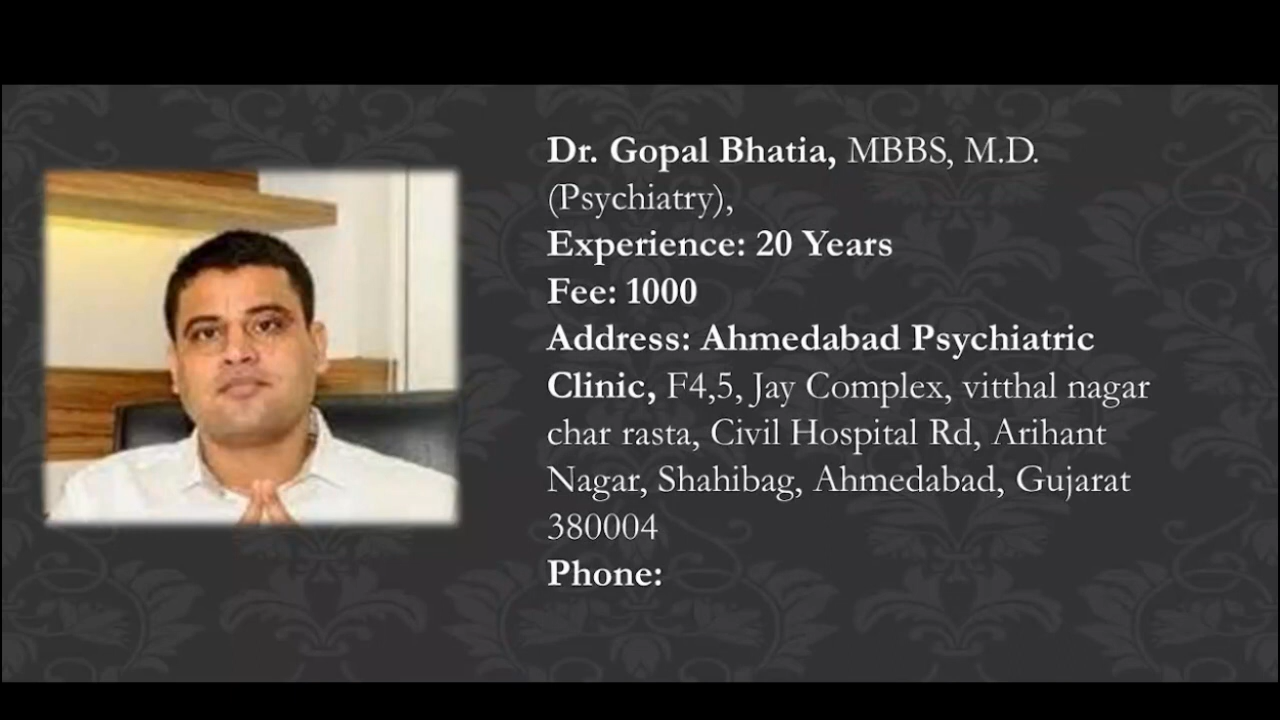 Dr. Gopal Bhatia, MBBS, M.D.
(Psychiatry),
Experience: 20 Years
Fee: 1000
Address: Ahmedabad Psychiatric
Clinic, F4,5, Jay Complex, vitthal nagar
char rasta, Civil Hospital Rd, Arihant
Nagar, Shahibag, Ahmedabad, Gujarat
380004
Phone: